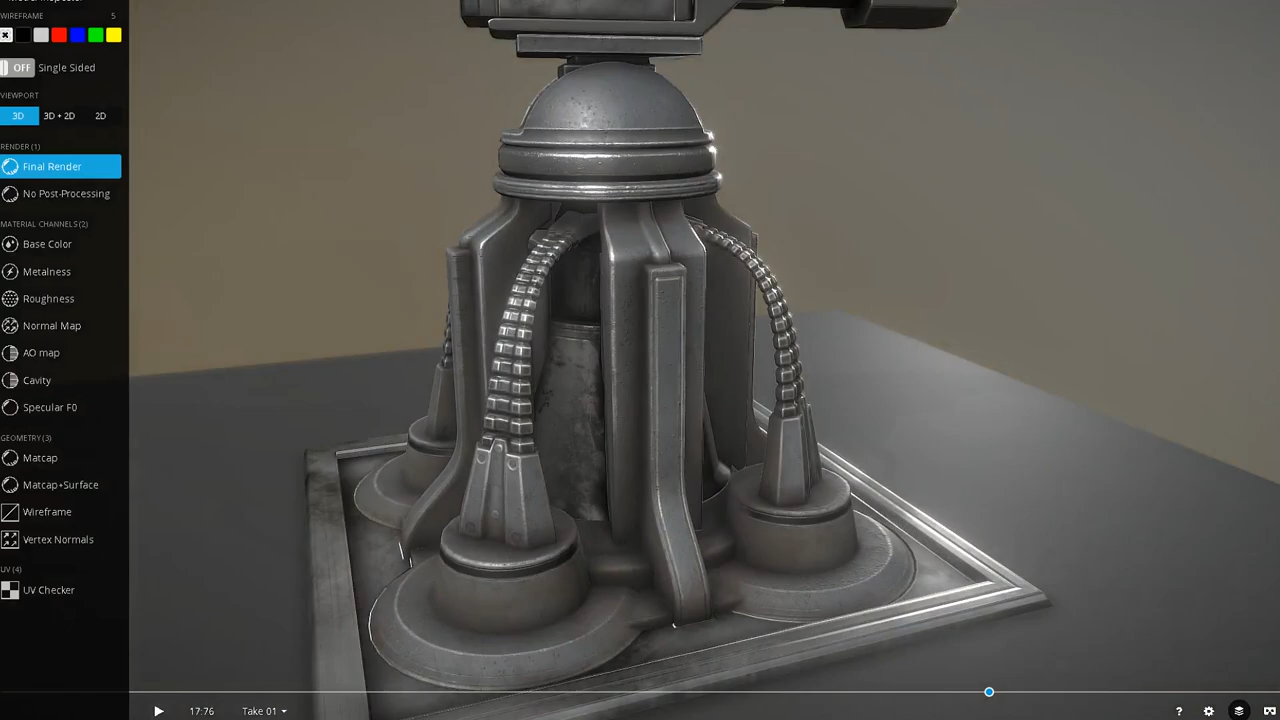 WIREFRAME 5
OFF Single Sided
VIEWPORT
3D 3D + 2D 2D
RENDER (1)
Final Render
No Post-Processing
MATERIAL CHANNELS (2)
Base Color
Metalness
Roughness
Normal Map
AO map
Cavity
Specular F0
GEOMETRY (3)
Matcap
Matcap+Surface
Wireframe
Vertex Normals
UV (4)
UV Checker
17:76 Take 01
?